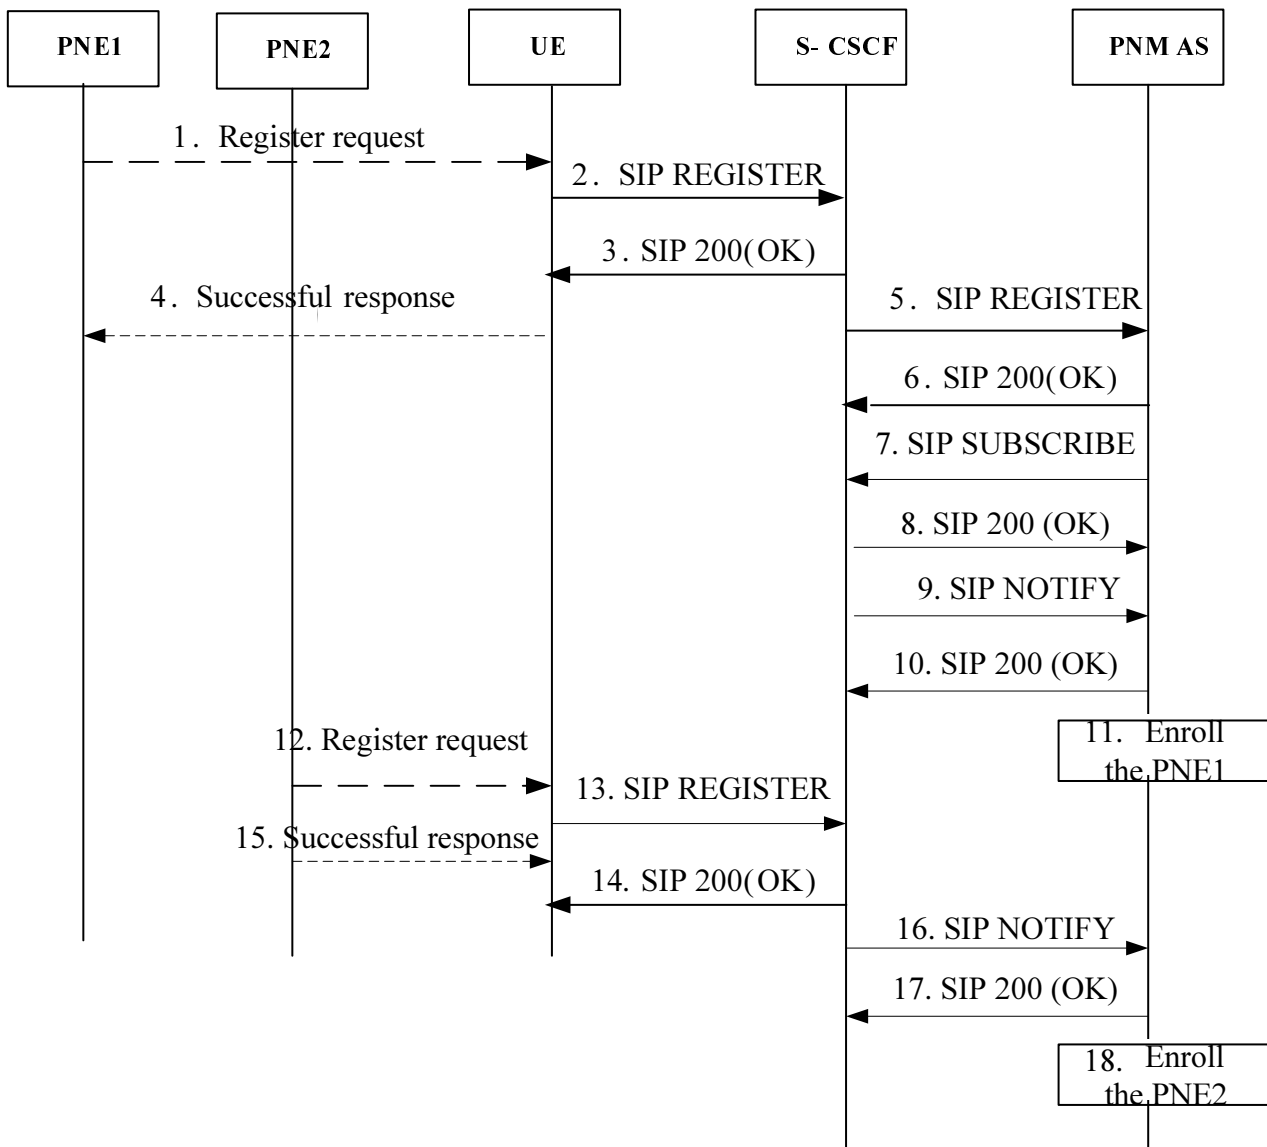 PNE1
PNE2
UE
S- CSCF
PNM AS
1. Register request
2. SIP REGISTER
3. SIP 200(OK)
4. Successful response
5. SIP REGISTER
6. SIP 200(OK)
7. SIP SUBSCRIBE
8. SIP 200 (OK)
9. SIP NOTIFY
10. SIP 200 (OK)
11. Enroll
the PNE1
12. Register request
13. SIP REGISTER
15. Successful response
14. SIP 200(OK)
16. SIP NOTIFY
17. SIP 200 (OK)
18. Enroll
the PNE2